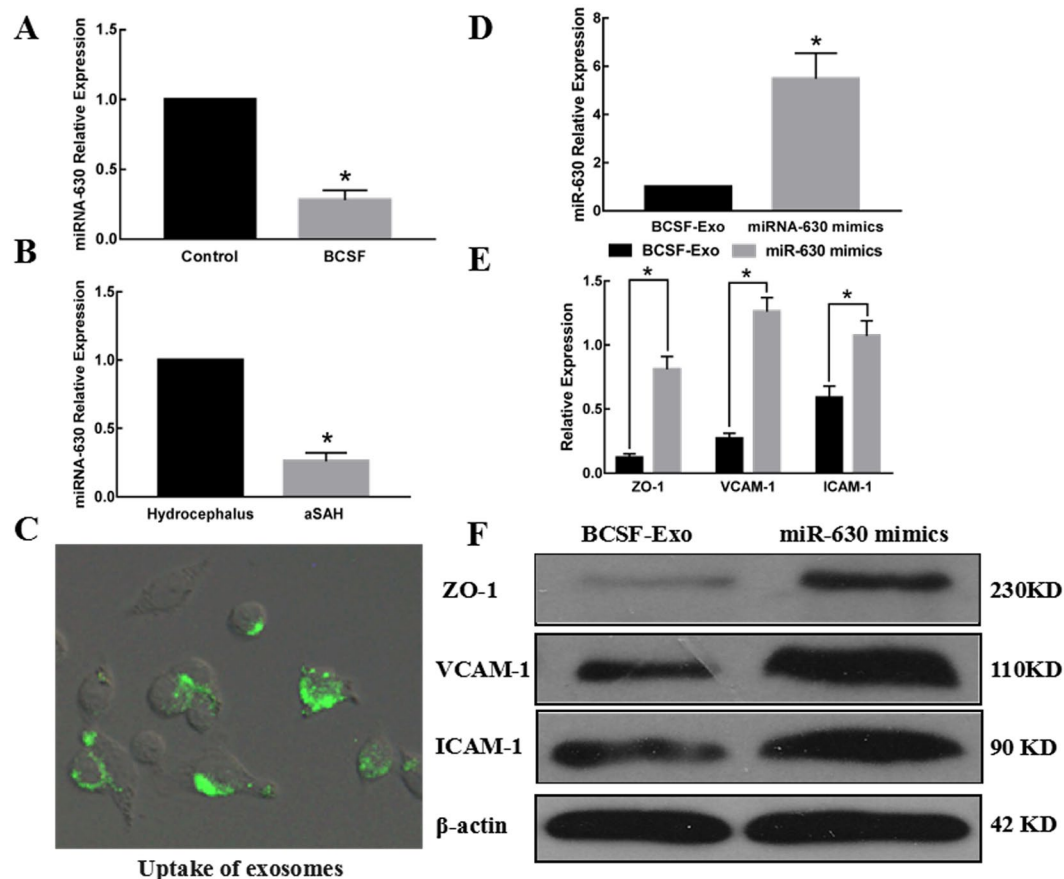 A
miRNA-630 Relative Expression
1.5
1.0
0.5
0.0
*
Control
BCSF
B
miRNA-630 Relative Expression
1.5
1.0
0.5
0.0
*
Hydrocephalus
aSAH
C
Uptake of exosomes
D
miR-630 Relative Expression
8
6
4
2
0
*
BCSF-Exo
miRNA-630 mimics
E
BCSF-Exo
miR-630 mimics
Relative Expression
1.5
1.0
0.5
0.0
*
*
*
ZO-1
VCAM-1
ICAM-1
F
BCSF-Exo
miR-630 mimics
ZO-1
230KD
VCAM-1
110KD
ICAM-1
90 KD
β-actin
42 KD